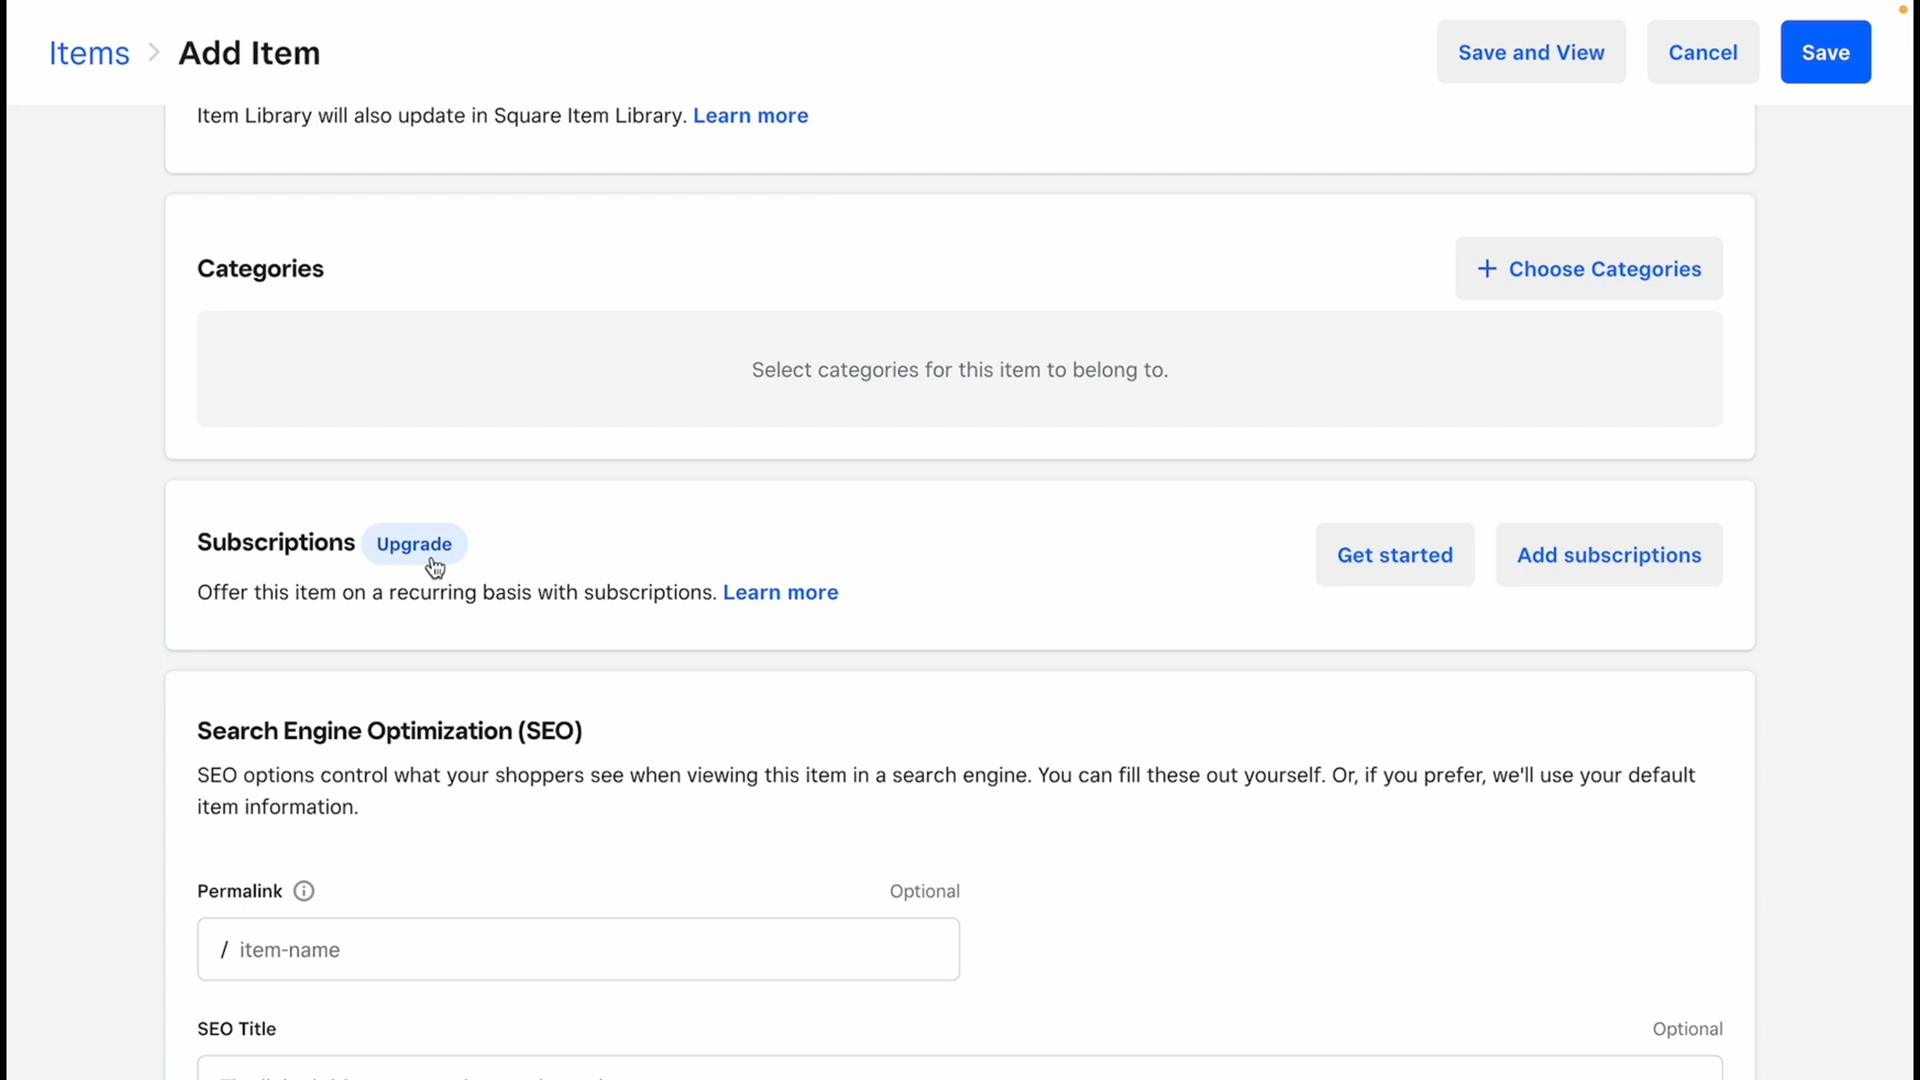 Items > Add Item
Save and View
Cancel
Save
Item Library will also update in Square Item Library. Learn more
Categories
+ Choose Categories
Select categories for this item to belong to.
Subscriptions Upgrade
Get started
Add subscriptions
Offer this item on a recurring basis with subscriptions. Learn more
Search Engine Optimization (SEO)
SEO options control what your shoppers see when viewing this item in a search engine. You can fill these out yourself. Or, if you prefer, we'll use your default
item information.
Permalink
Optional
/ item-name
SEO Title
Optional